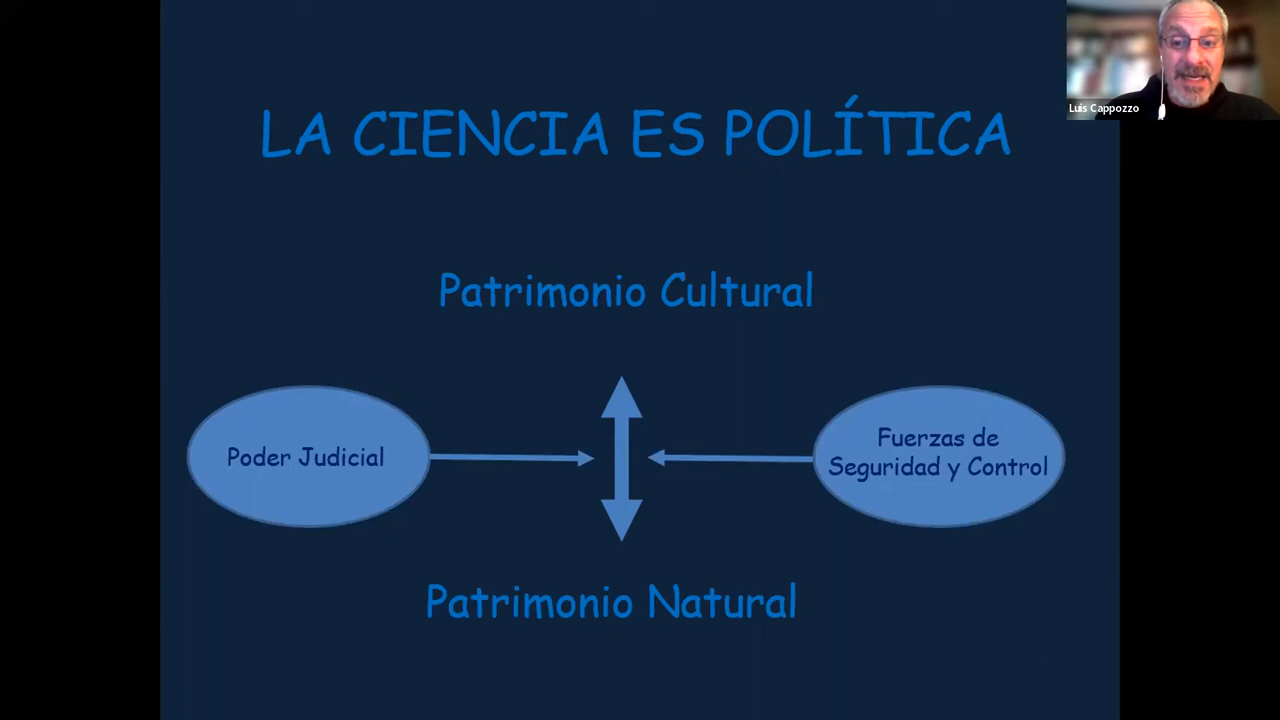 LA CIENCIA ES POLÍTICA
Luis Cappozzo
Patrimonio Cultural
Poder Judicial
Fuerzas de
Seguridad y Control
Patrimonio Natural